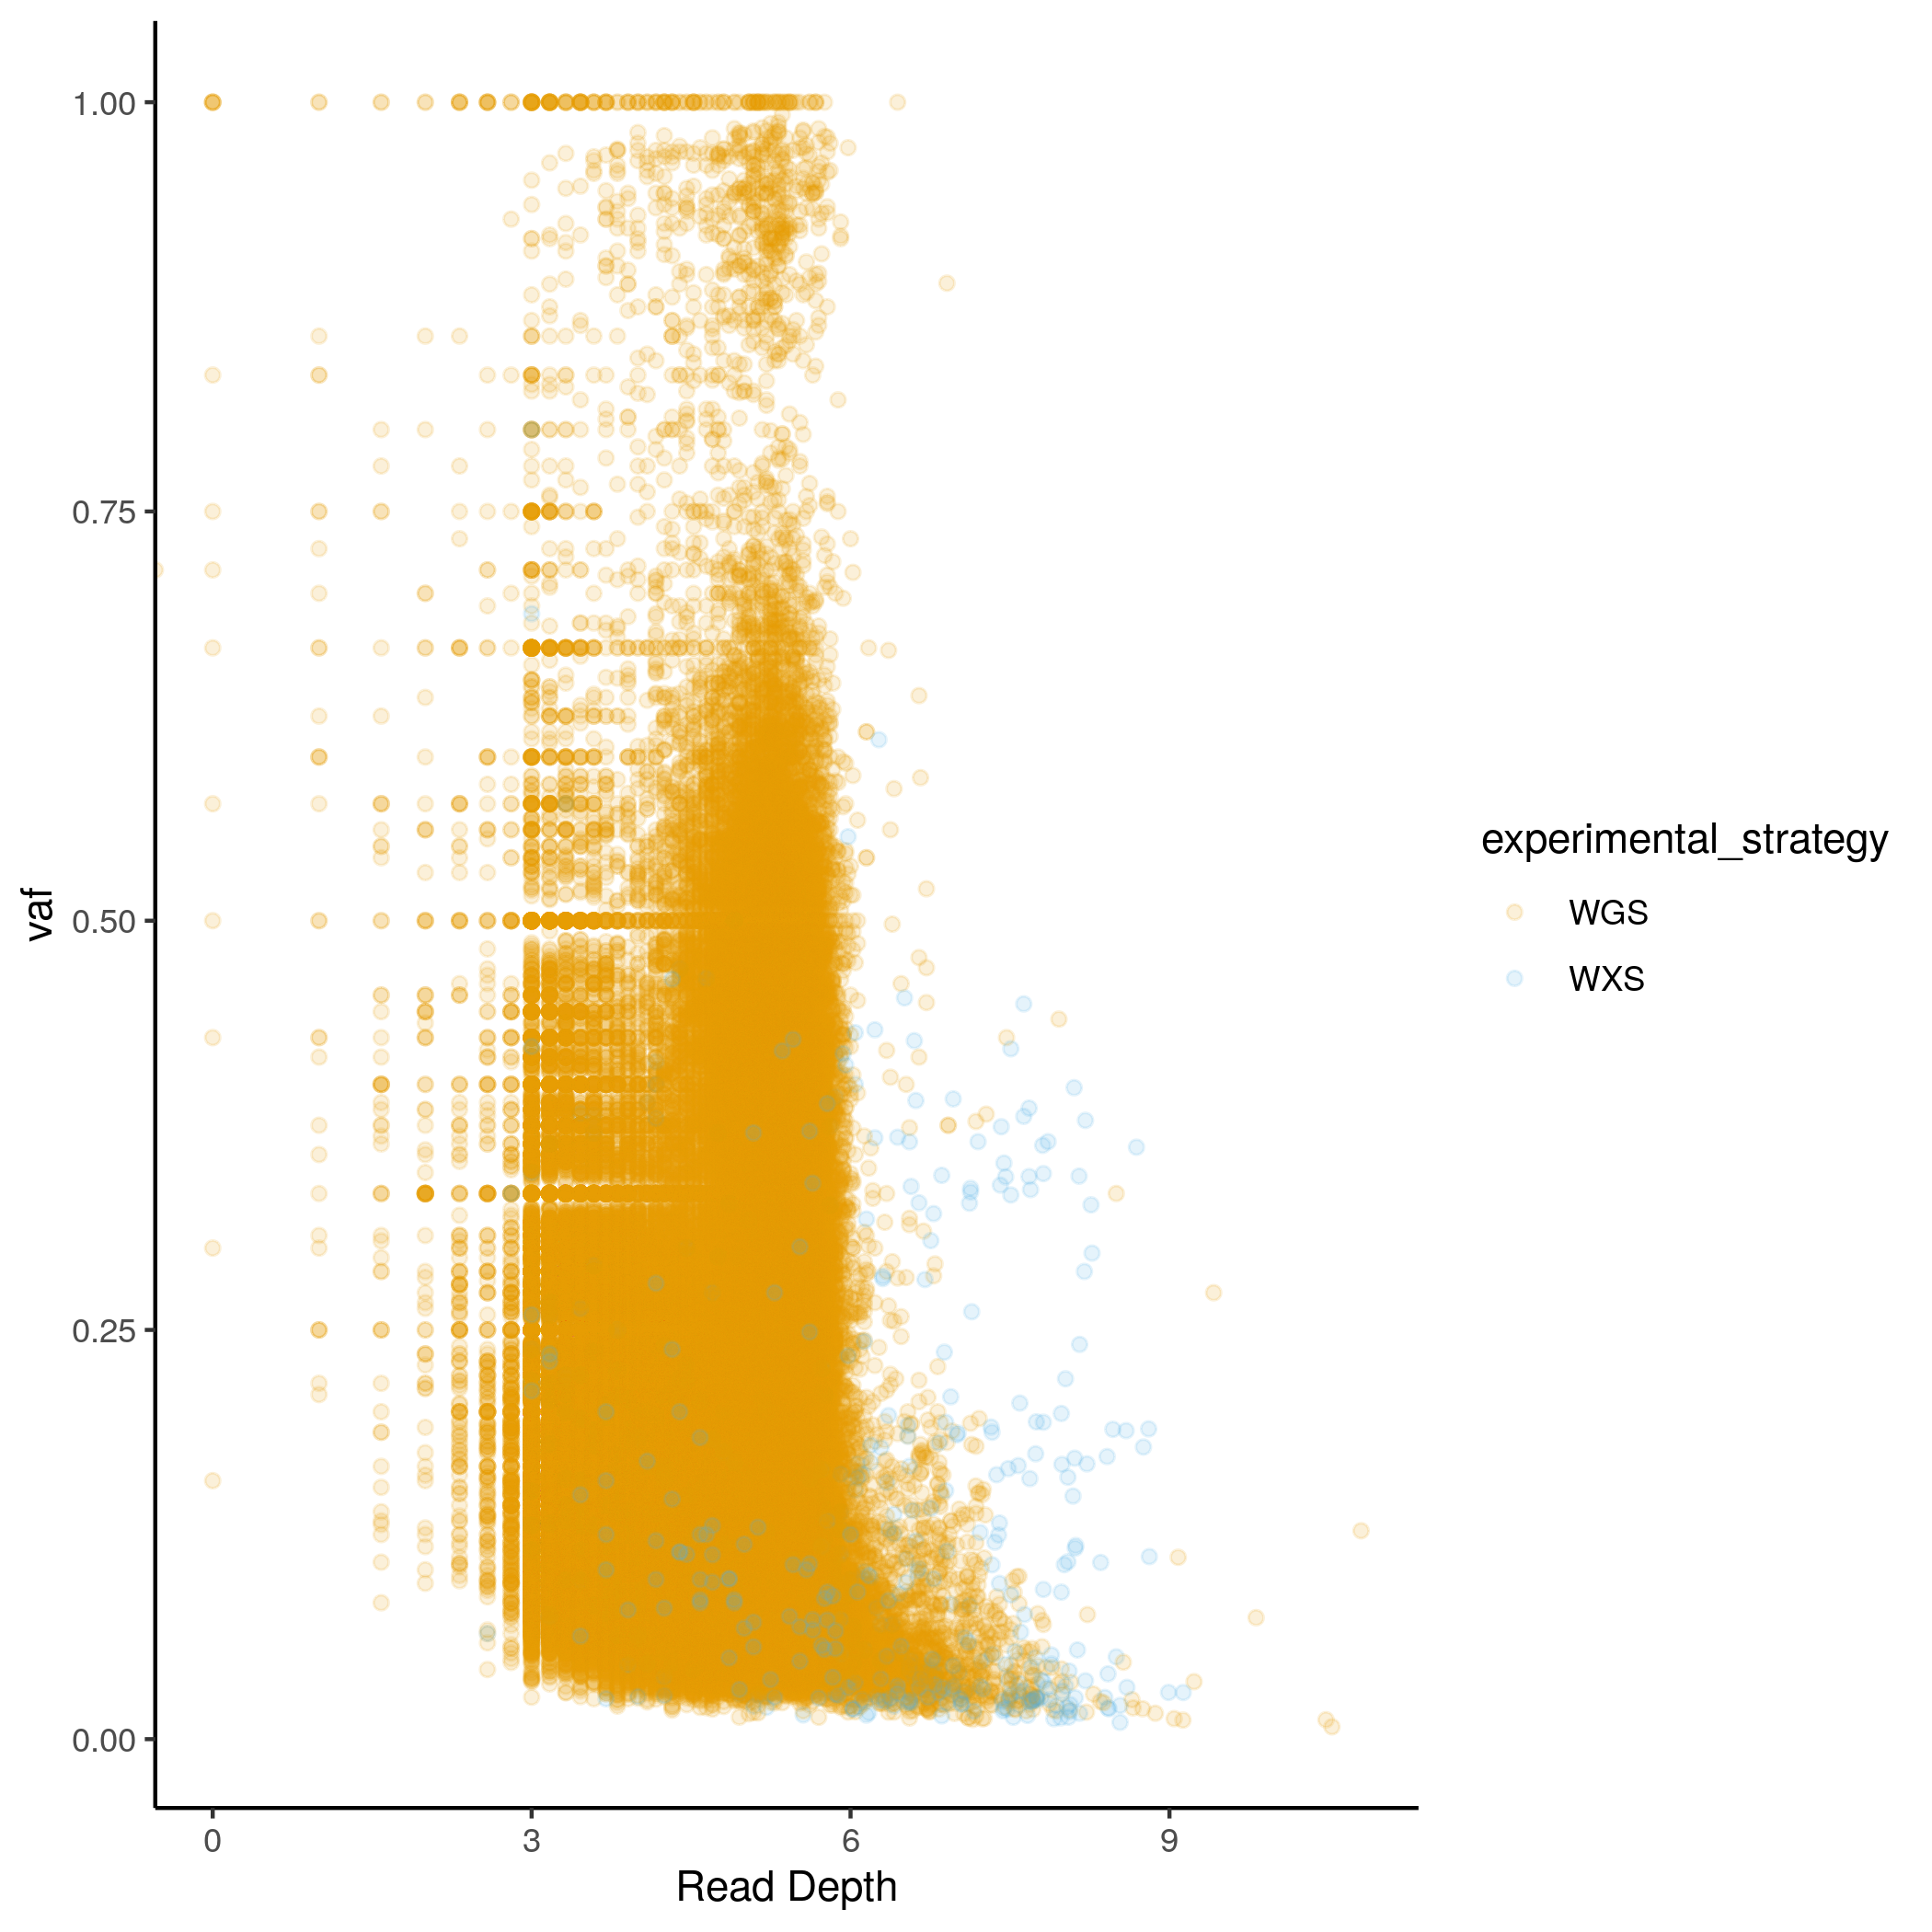 1.00
0.75
0.50
0.25
0.00
vaf
0 3 6 9
Read Depth
experimental_strategy
WGS
WXS